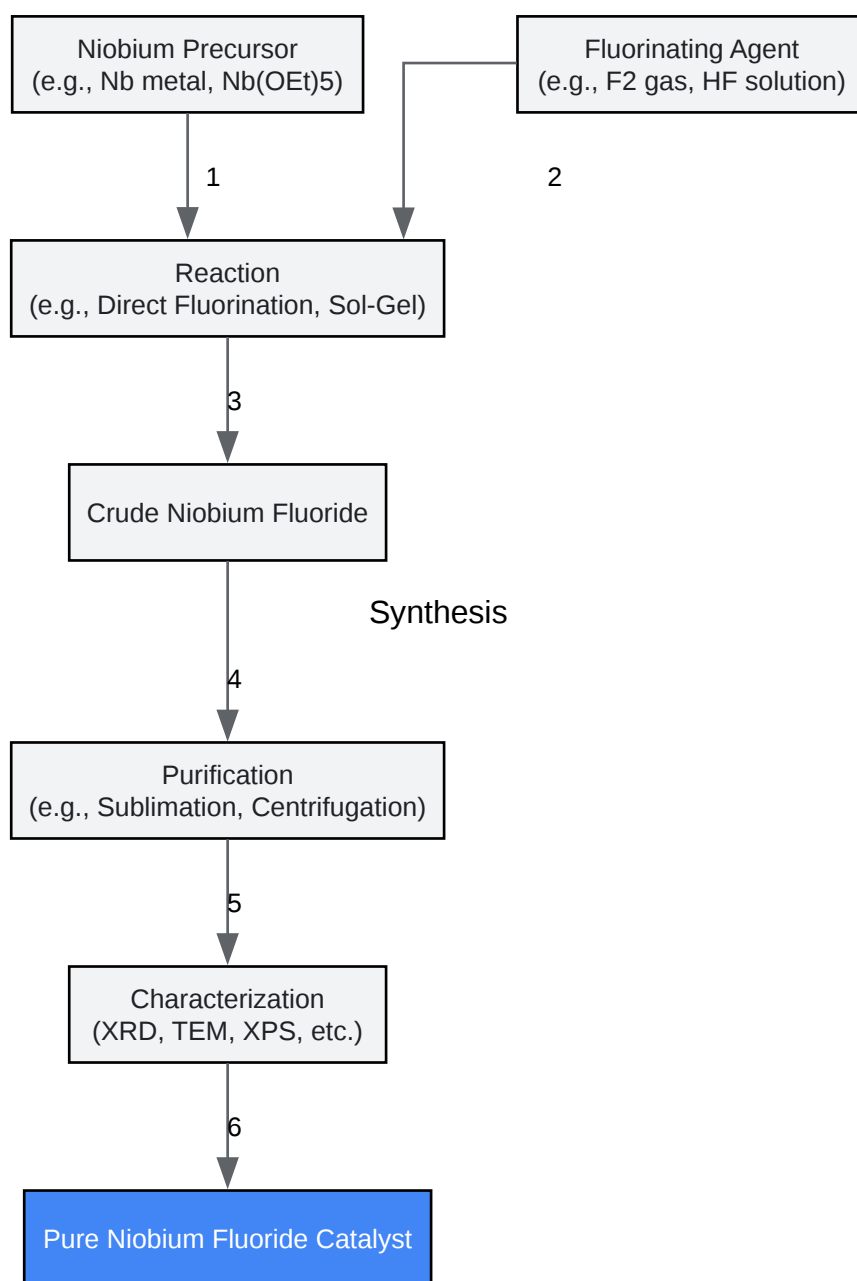 Niobium Precursor
(e.g., Nb metal, Nb(OEt)5)
Fluorinating Agent
(e.g., F2 gas, HF solution)
1
2
Reaction
(e.g., Direct Fluorination, Sol-Gel)
3
Crude Niobium Fluoride
Synthesis
4
Purification
(e.g., Sublimation, Centrifugation)
5
Characterization
(XRD, TEM, XPS, etc.)
6
Pure Niobium Fluoride Catalyst